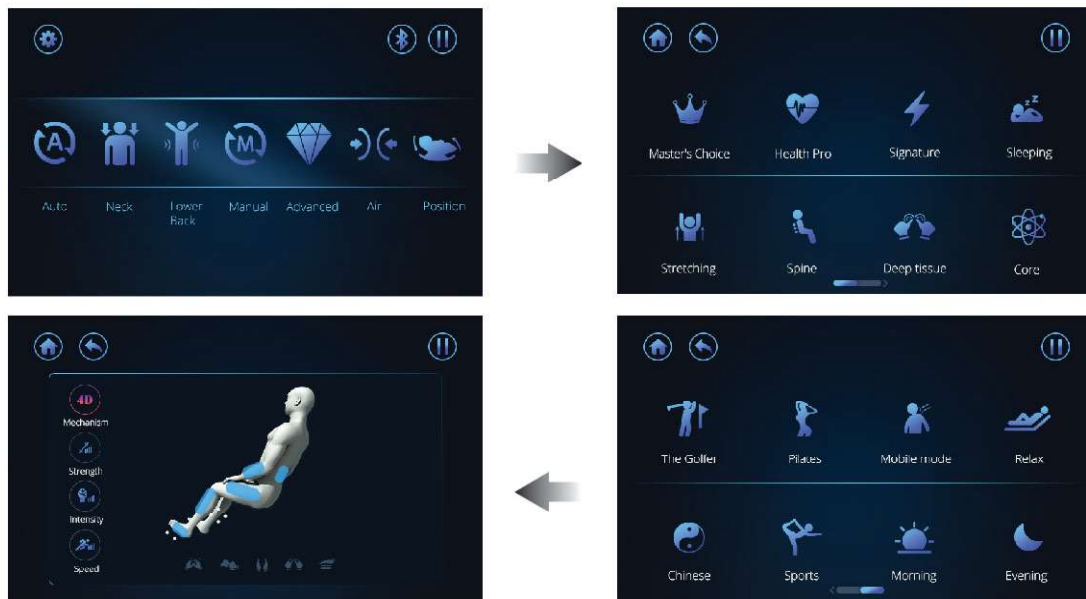 A
M
Auto Neck Lower Manual Advanced Air Position
Back
Master's Choice Health Pro Signature Sleeping
Stretching Spine Deep tissue Core
4D
Mechanism
Strength
Intensity
Speed
The Golfer Pilates Mobile mode Relax
Chinese Sports Morning Evening